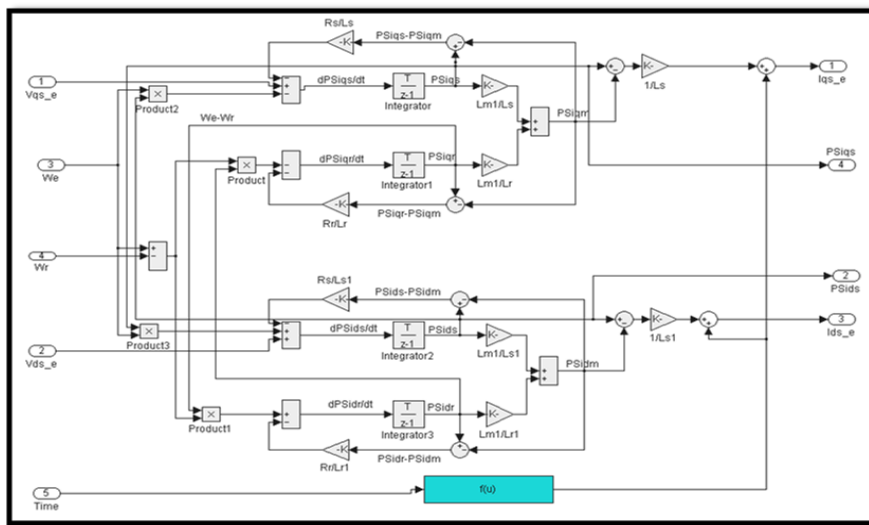 Rs/Ls
PSiqs-PSiqm
-K-
1
Vqs_e
Product2
dPSiqs/dt
T
z-1
Integrator
PSiqs
K-
Lm1/Ls
PSiqm
K-
1/Ls
1
Iqs_e
We-Wr
3
We
Product
dPSiqr/dt
T
z-1
Integrator1
PSiqr
K-
Lm1/Lr
PSiqs
4
-K-
Rr/Lr
PSiqr-PSiqm
4
Wr
Rs/Ls1
PSids-PSidm
-K-
2
PSids
Product3
2
Vds_e
dPSids/dt
T
z-1
Integrator2
PSids
K-
Lm1/Ls1
PSidm
K-
1/Ls1
3
Ids_e
Product1
dPSidr/dt
T
z-1
Integrator3
PSidr
K-
Lm1/Lr1
-K-
Rr/Lr1
PSidr-PSidm
5
Time
f(u)